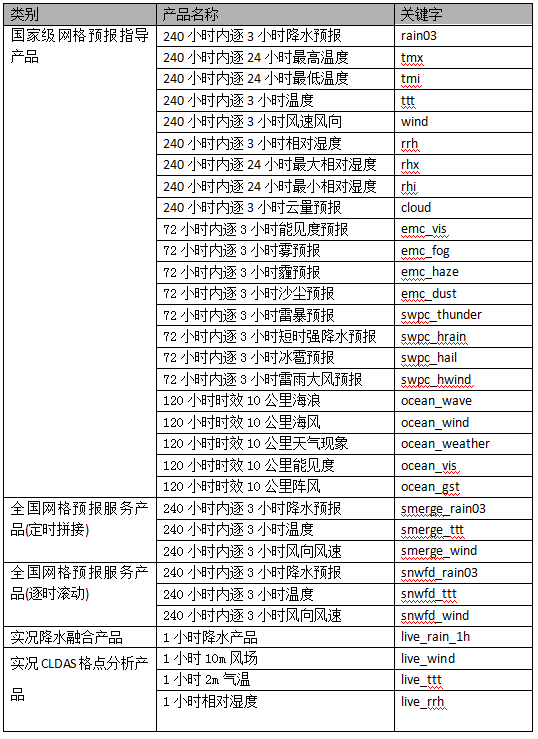 类别 产品名称 关键字
国家级网格预报指导 240 小时内逐 3 小时降水预报 rain03
产品 240 小时内逐 24 小时最高温度 tmx
240 小时内逐 24 小时最低温度 tmi
240 小时内逐 3 小时温度 ttt
240 小时内逐 3 小时风速风向 wind
240 小时内逐 3 小时相对湿度 rrh
240 小时内逐 24 小时最大相对湿度 rhx
240 小时内逐 24 小时最小相对湿度 rhi
240 小时内逐 3 小时云量预报 cloud
72 小时内逐 3 小时能见度预报 emc_vis
72 小时内逐 3 小时雾预报 emc_fog
72 小时内逐 3 小时霾预报 emc_haze
72 小时内逐 3 小时沙尘预报 emc_dust
72 小时内逐 3 小时雷暴预报 swpc_thunder
72 小时内逐 3 小时短时强降水预报 swpc_hrain
72 小时内逐 3 小时冰雹预报 swpc_hail
72 小时内逐 3 小时雷雨大风预报 swpc_hwind
120 小时时效 10 公里海浪 ocean_wave
120 小时时效 10 公里海风 ocean_wind
120 小时时效 10 公里天气现象 ocean_weather
120 小时时效 10 公里能见度 ocean_vis
120 小时时效 10 公里阵风 ocean_gst
全国网格预报服务产 240 小时内逐 3 小时降水预报 smerge_rain03
品(定时拼接) 240 小时内逐 3 小时温度 smerge_ttt
240 小时内逐 3 小时风向风速 smerge_wind
全国网格预报服务产 240 小时内逐 3 小时降水预报 snwfd_rain03
品(逐时滚动) 240 小时内逐 3 小时温度 snwfd_ttt
240 小时内逐 3 小时风向风速 snwfd_wind
实况降水融合产品 1 小时降水产品 live_rain_1h
实况 CLDAS 格点分析产 1 小时 10m 风场 live_wind
品 1 小时 2m 气温 live_ttt
1 小时相对湿度 live_rrh